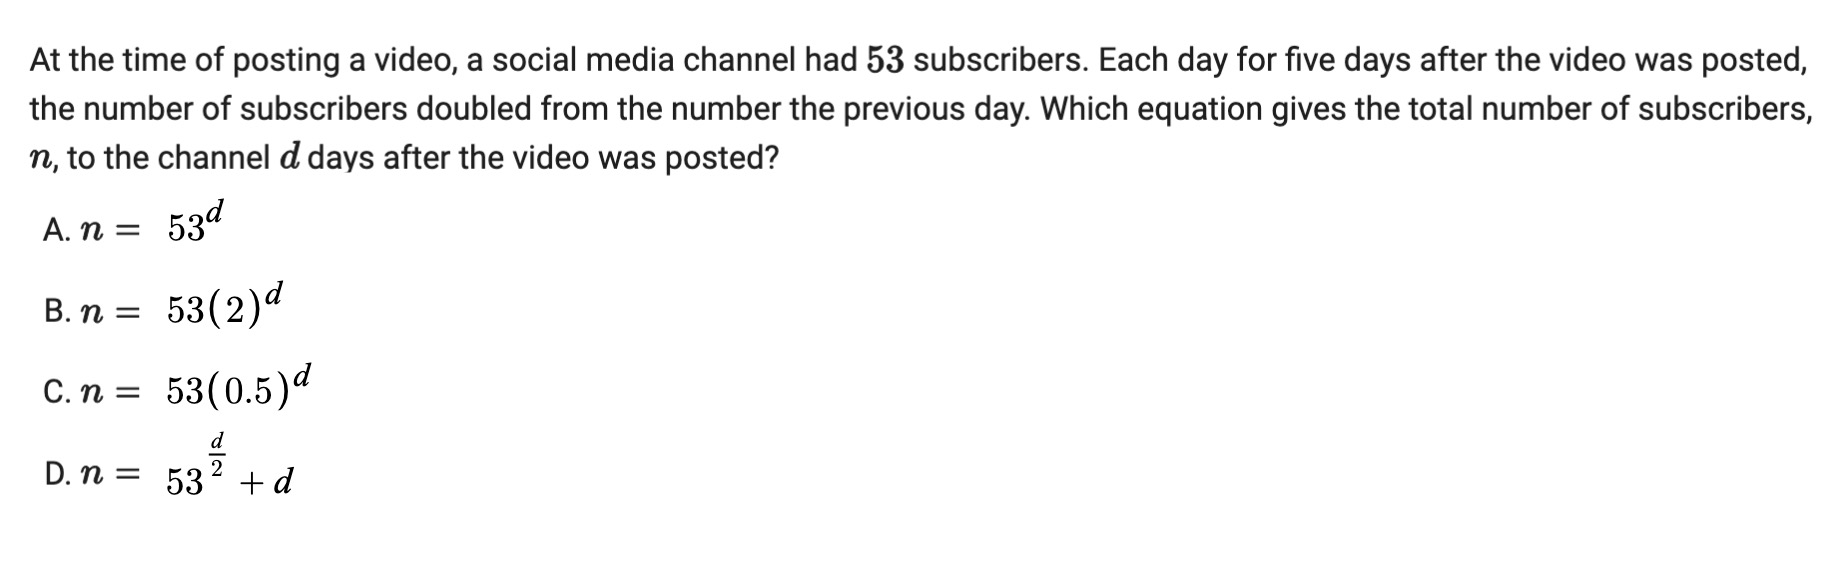 At the time of posting a video, a social media channel had 53 subscribers. Each day for five days after the video was posted,
the number of subscribers doubled from the number the previous day. Which equation gives the total number of subscribers,
n, to the channel d days after the video was posted?
A. n = 53^d
B. n = 53(2)^d
C. n = 53(0.5)^d
D. n = 53^(d/2) + d